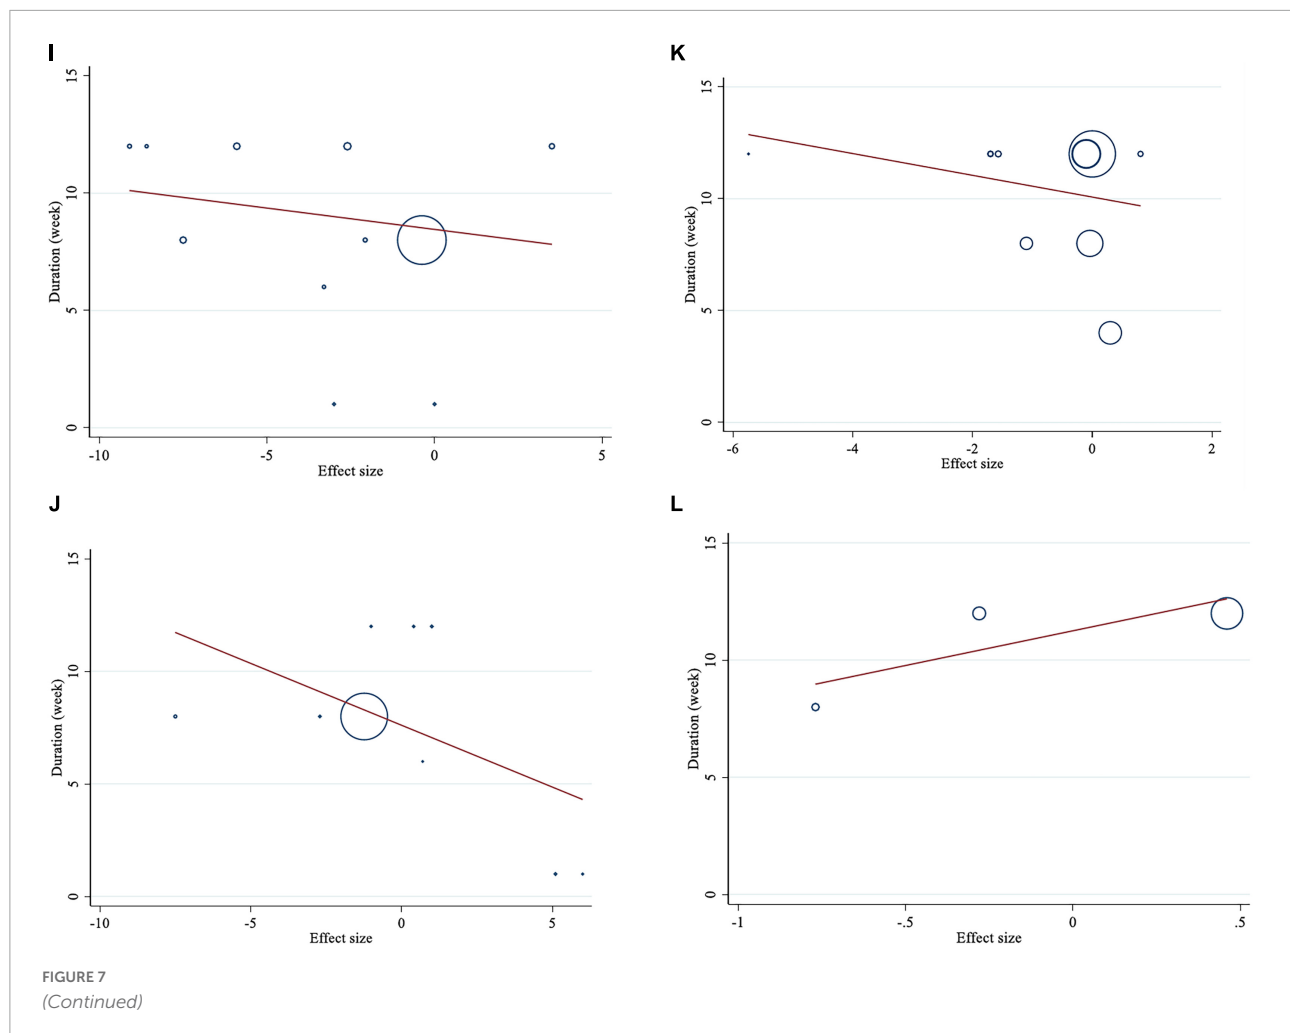 I
15
10
5
0
Duration (week)
-10
-5
0
5
Effect size
K
15
10
5
0
Duration (week)
-6
-4
-2
0
2
Effect size
J
15
10
5
0
Duration (week)
-10
-5
0
5
Effect size
L
15
10
5
0
Duration (week)
-1
-.5
0
.5
Effect size
FIGURE 7
(Continued)